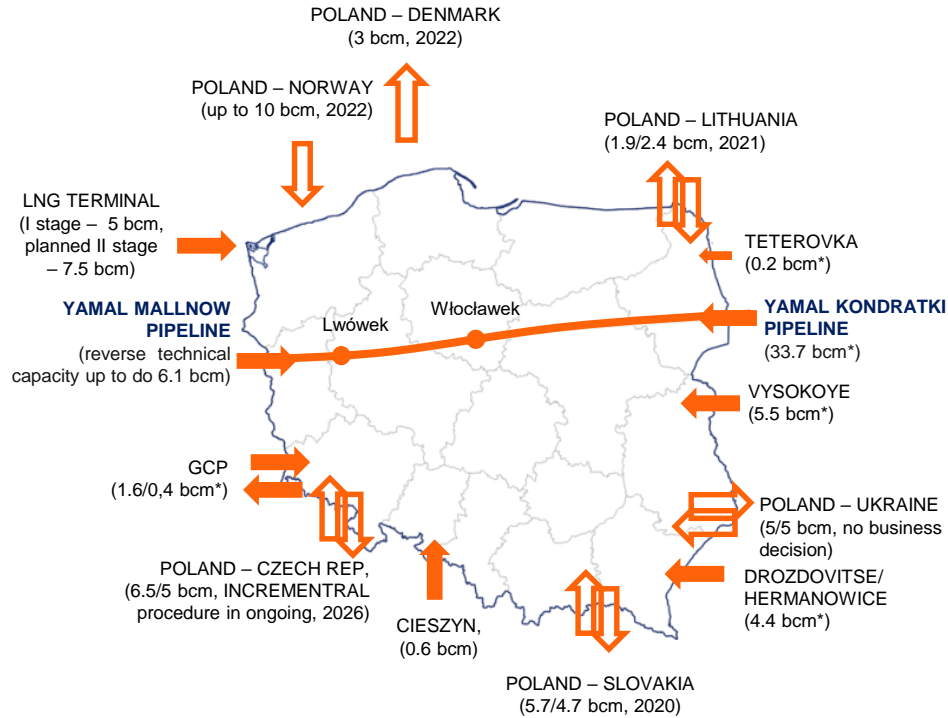 POLAND – DENMARK
(3 bcm, 2022)
POLAND – NORWAY
(up to 10 bcm, 2022)
POLAND – LITHUANIA
(1.9/2.4 bcm, 2021)
LNG TERMINAL
(I stage – 5 bcm,
planned II stage
– 7.5 bcm)
TETEROVKA
(0.2 bcm*)
YAMAL MALLNOW
PIPELINE
(reverse technical
capacity up to do 6.1 bcm)
Lwówek
Włocławek
YAMAL KONDRATKI
PIPELINE
(33.7 bcm*)
VYSOKOYE
(5.5 bcm*)
GCP
(1.6/0,4 bcm*)
POLAND – UKRAINE
(5/5 bcm, no business
decision)
POLAND – CZECH REP,
(6.5/5 bcm, INCREMENTRAL
procedure in ongoing, 2026)
CIESZYN,
(0.6 bcm)
DROZDOVITSE/
HERMANOWICE
(4.4 bcm*)
POLAND – SLOVAKIA
(5.7/4.7 bcm, 2020)